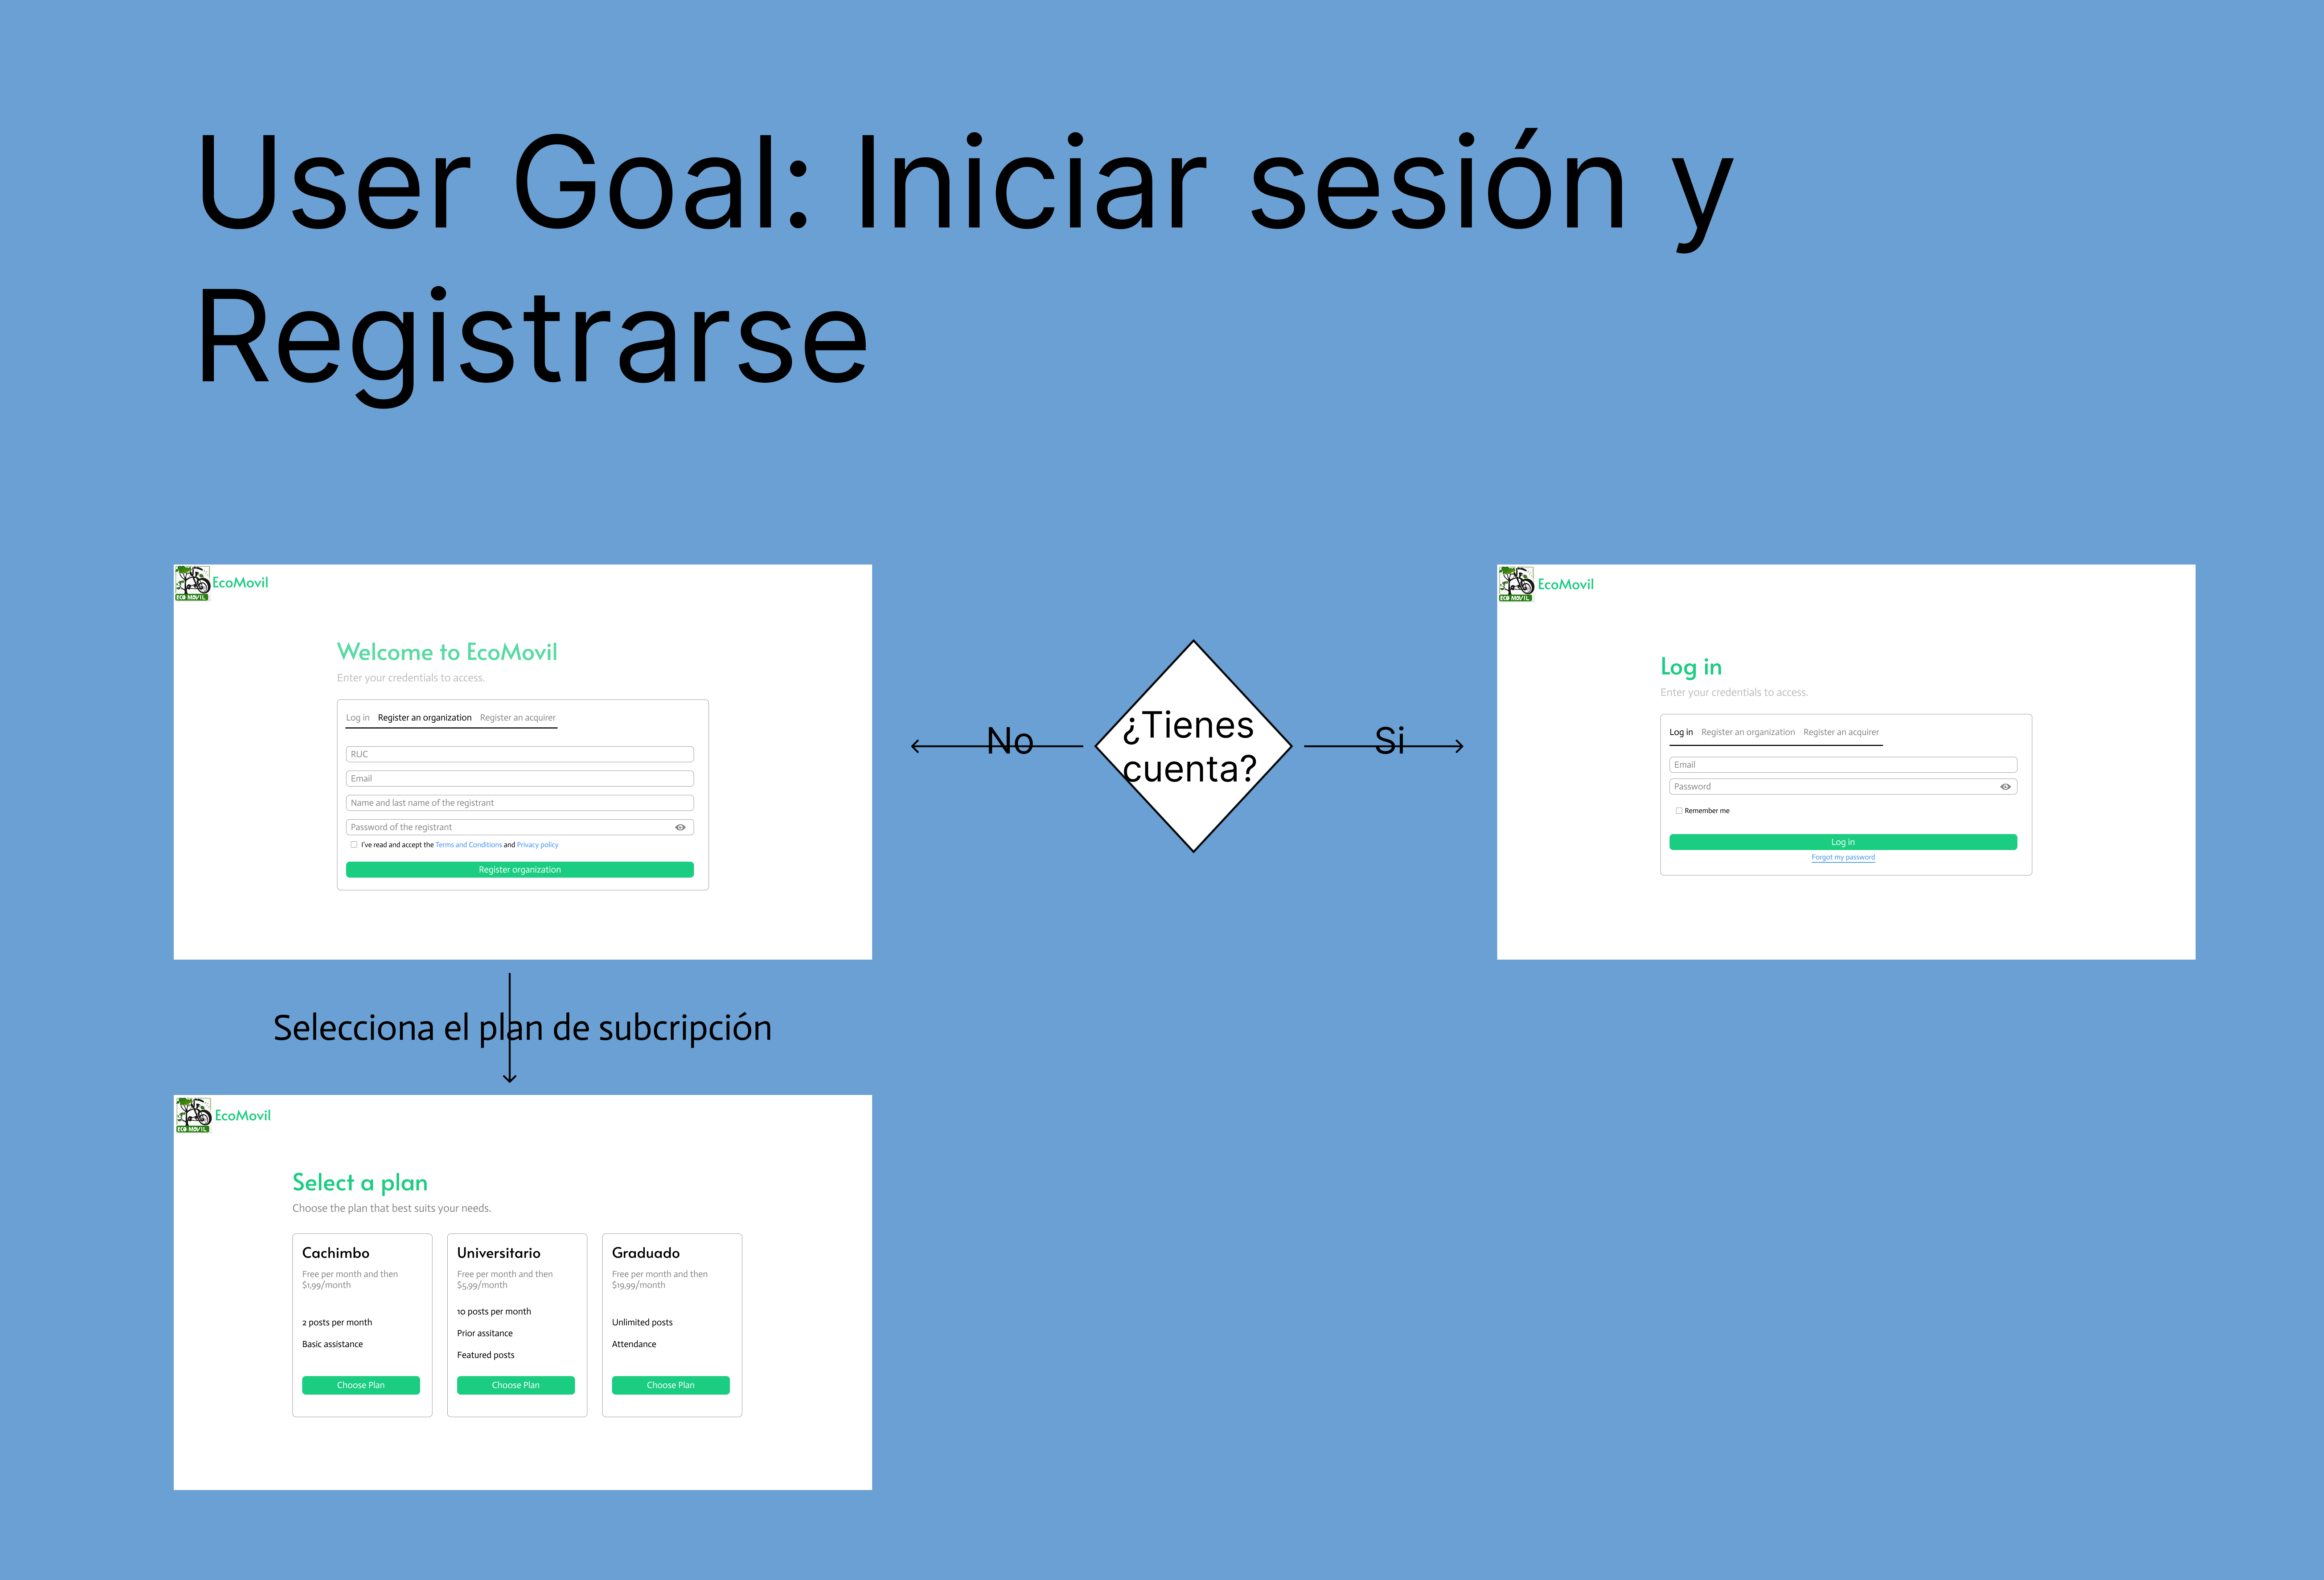 User Goal: Iniciar sesión y
Registrarse
ECO MOVIL
EcoMovil
Welcome to EcoMovil
Enter your credentials to access.
Log in Register an organization Register an acquirer
RUC
Email
Name and last name of the registrant
Password of the registrant
I've read and accept the Terms and Conditions and Privacy policy
Register organization
No
¿Tienes
cuenta?
Si
ECO MOVIL
EcoMovil
Log in
Enter your credentials to access.
Log in Register an organization Register an acquirer
Email
Password
Remember me
Log in
Forgot my password
Selecciona el plan de subcripción
ECO MOVIL
EcoMovil
Select a plan
Choose the plan that best suits your needs.
Cachimbo
Free per month and then
$1,99/month
2 posts per month
Basic assistance
Choose Plan
Universitario
Free per month and then
$5,99/month
10 posts per month
Prior assitance
Featured posts
Choose Plan
Graduado
Free per month and then
$19,99/month
Unlimited posts
Attendance
Choose Plan